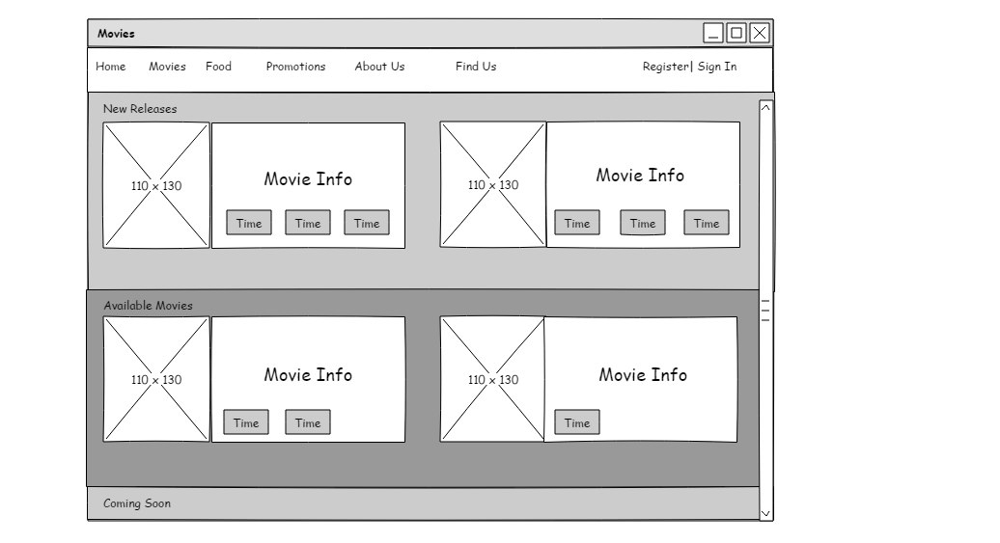 Movies
Home Movies Food Promotions About Us Find Us Register| Sign In
New Releases
110 x 130 Movie Info 110 x 130 Movie Info
Time Time Time Time Time Time
Available Movies
110 x 130 Movie Info 110 x 130 Movie Info
Time Time Time
Coming Soon